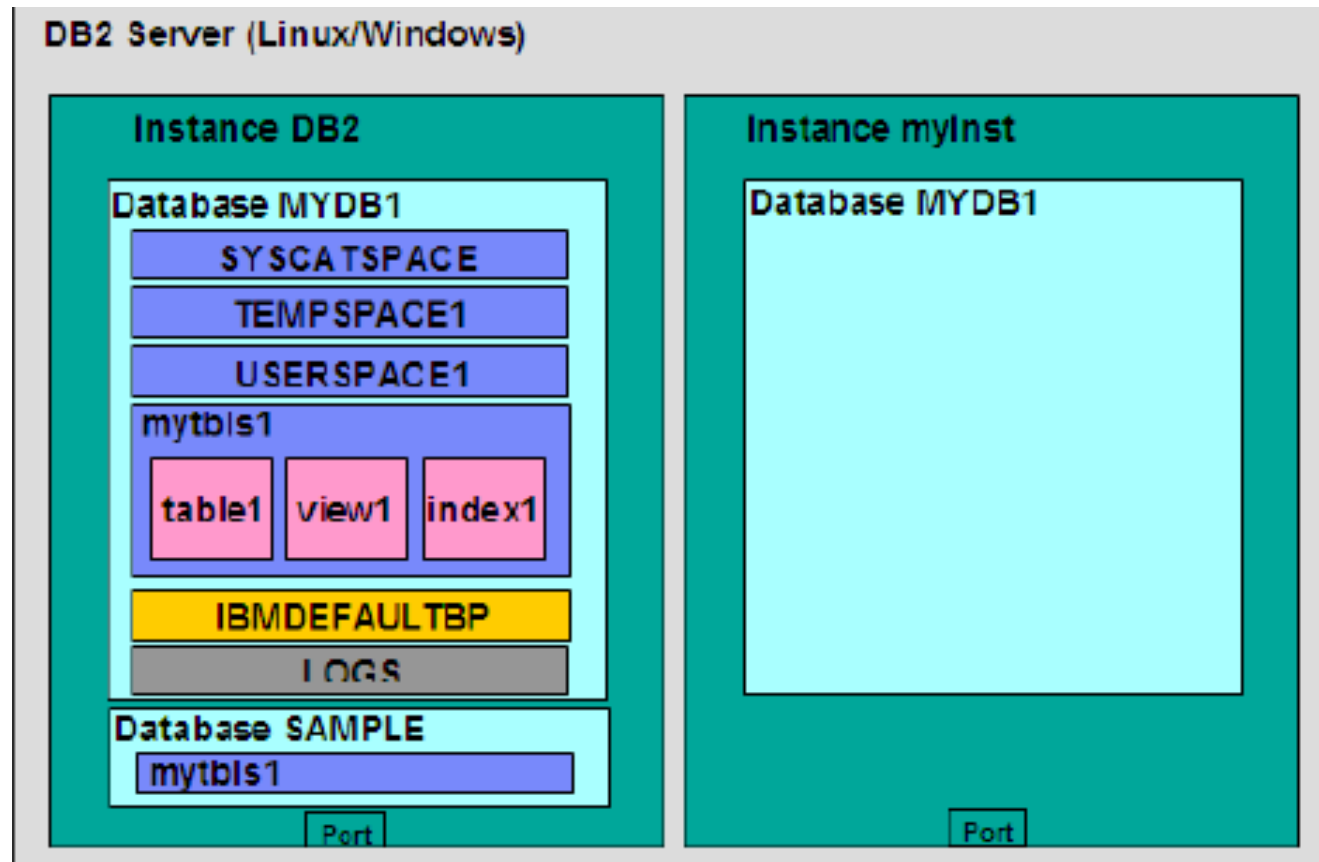 DB2 Server (Linux/Windows)
Instance DB2
Database MYDB1
SYSCATSPACE
TEMPSPACE1
USERSPACE1
mytbls1
table1
view1
index1
IBMDEFAULTBP
LOGS
Database SAMPLE
mytbls1
Port
Instance myInst
Database MYDB1
Port